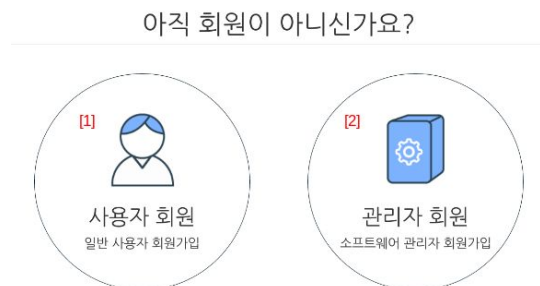 아직 회원이 아니신가요?
[1]
[2]
사용자 회원
관리자 회원
일반 사용자 회원가입
소프트웨어 관리자 회원가입